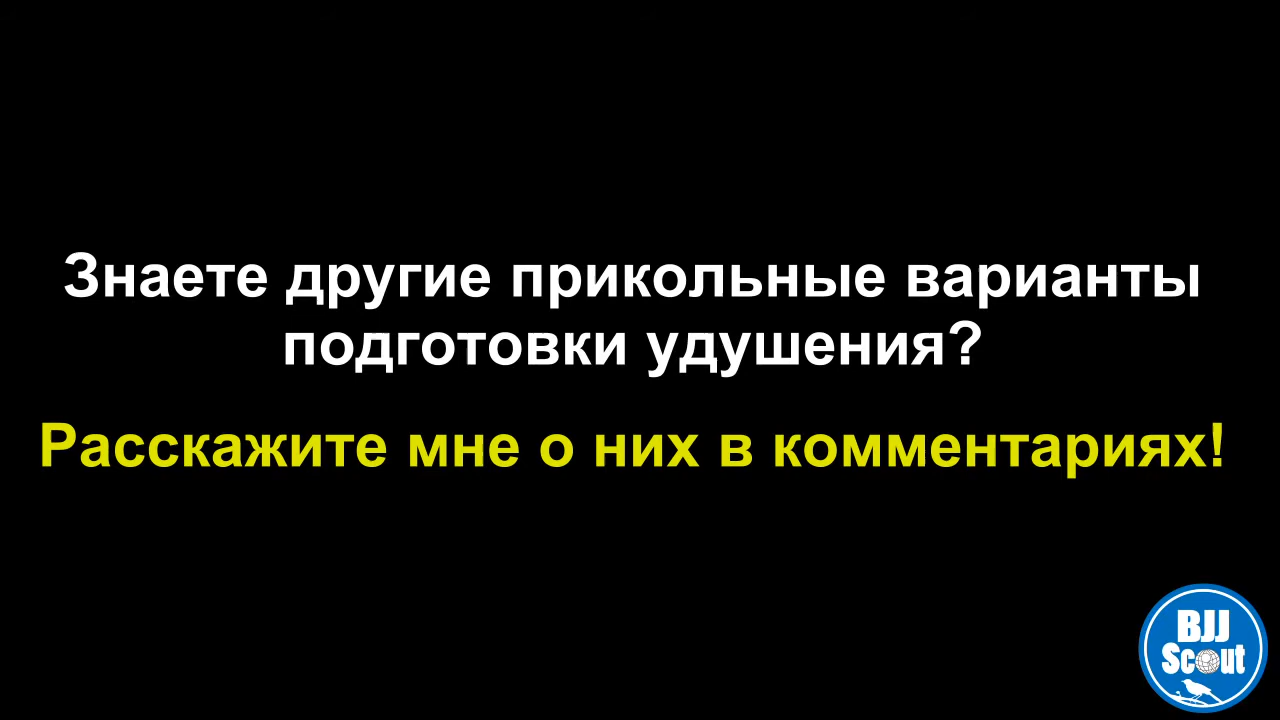 Знаете другие прикольные варианты
подготовки удушения?
Расскажите мне о них в комментариях!
BJJ
Scout